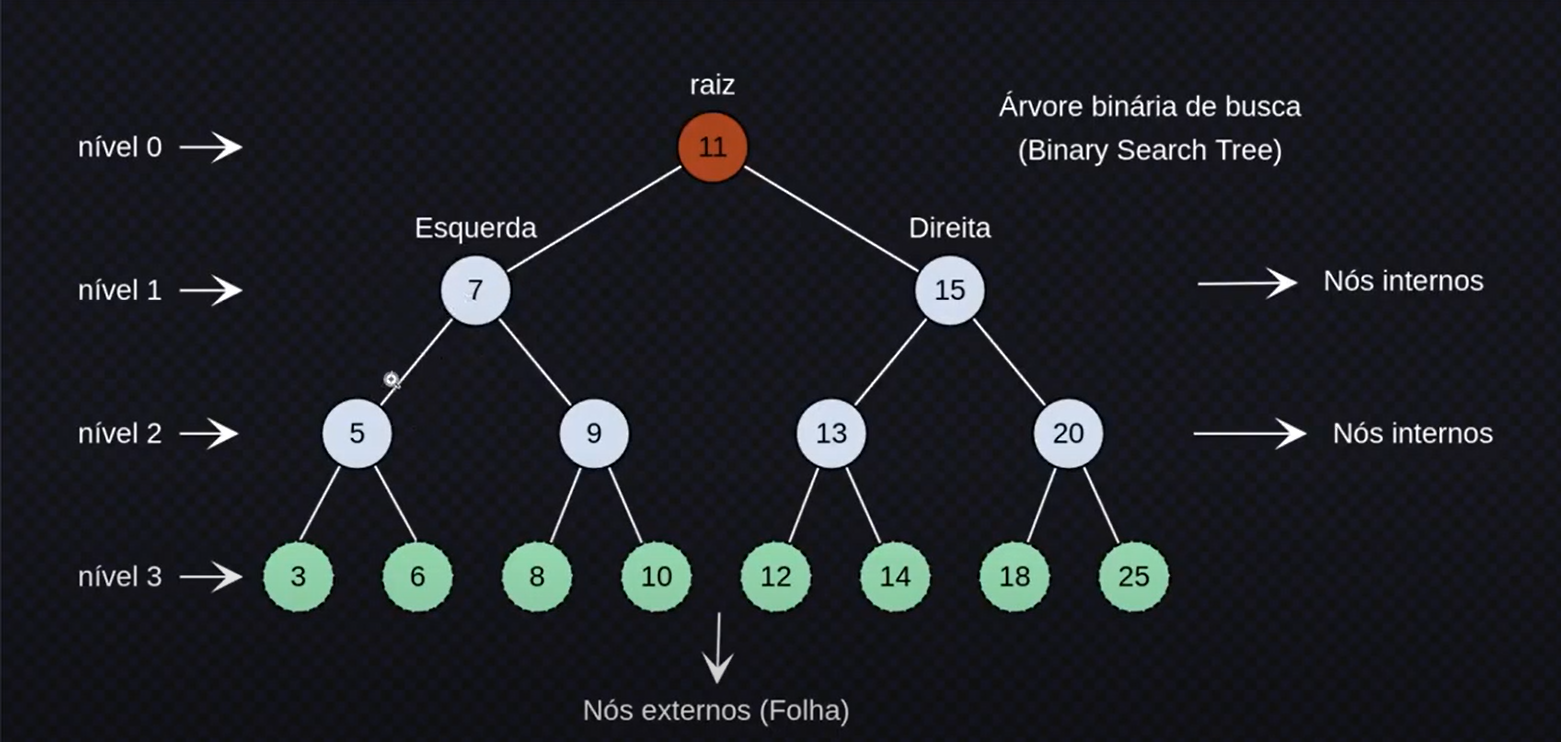 raiz
Árvore binária de busca
(Binary Search Tree)
nível 0
11
Esquerda
Direita
nível 1
7
15
Nós internos
nível 2
5
9
13
20
Nós internos
nível 3
3
6
8
10
12
14
18
25
Nós externos (Folha)